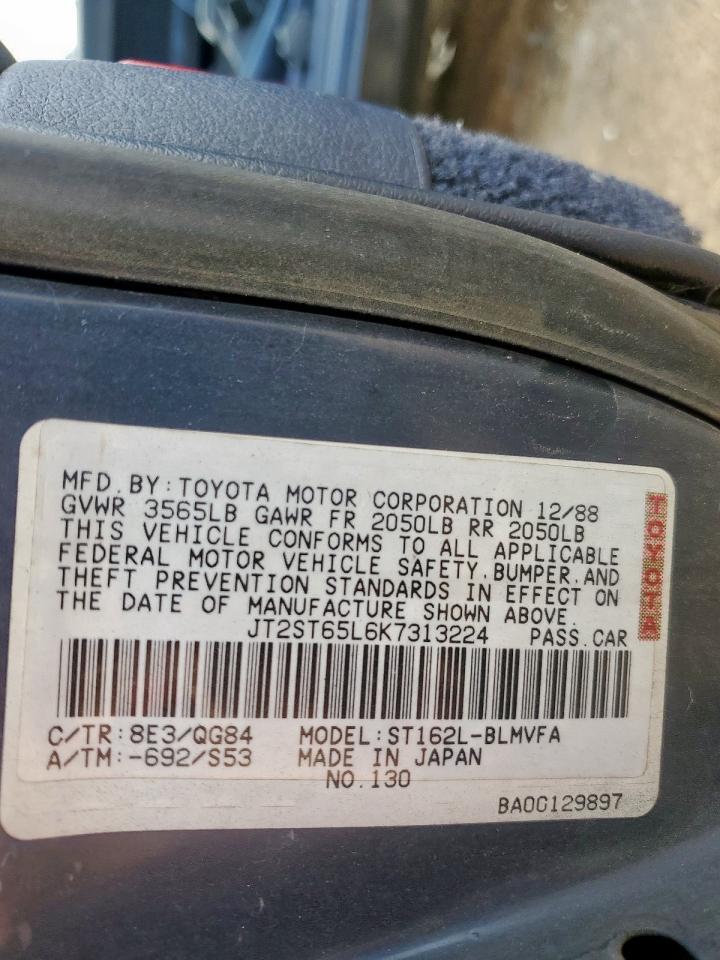 MFD. BY: TOYOTA MOTOR CORPORATION 12/88
GVWR 3565LB GAWR FR 2050LB RR 2050LB
THIS VEHICLE CONFORMS TO ALL APPLICABLE
FEDERAL MOTOR VEHICLE SAFETY, BUMPER, AND
THEFT PREVENTION STANDARDS IN EFFECT ON
THE DATE OF MANUFACTURE SHOWN ABOVE.
JT2ST65L6K7313224 PASS. CAR
C/TR: 8E3/QG84 MODEL: ST162L-BLMVFA
A/TM: -692/S53 MADE IN JAPAN
NO. 130
BA00129897
TOYOTA